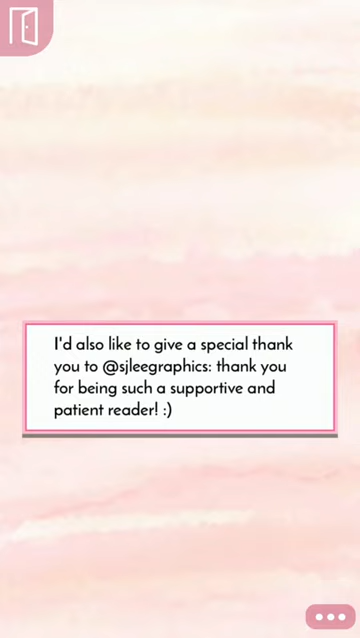 I'd also like to give a special thank
you to @sjleegraphics: thank you
for being such a supportive and
patient reader! :)